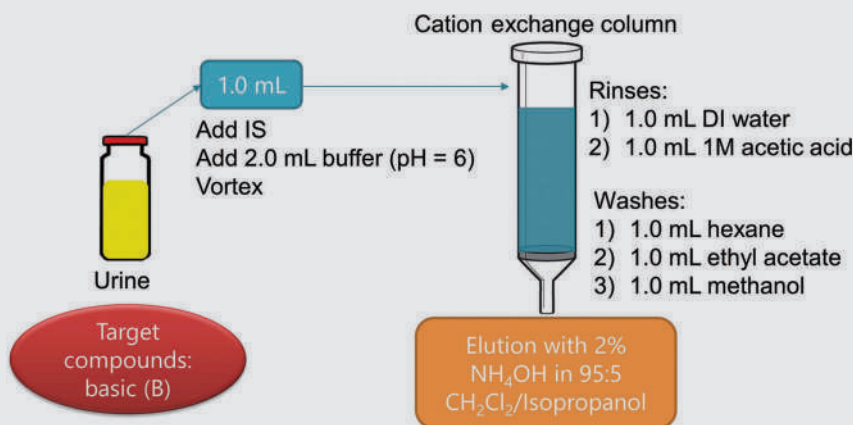 Cation exchange column
1.0 mL
Add IS
Add 2.0 mL buffer (pH = 6)
Vortex
Urine
Target
compounds:
basic (B)
Rinses:
1) 1.0 mL DI water
2) 1.0 mL 1M acetic acid
Washes:
1) 1.0 mL hexane
2) 1.0 mL ethyl acetate
3) 1.0 mL methanol
Elution with 2%
NH₄OH in 95:5
CH₂Cl₂/Isopropanol